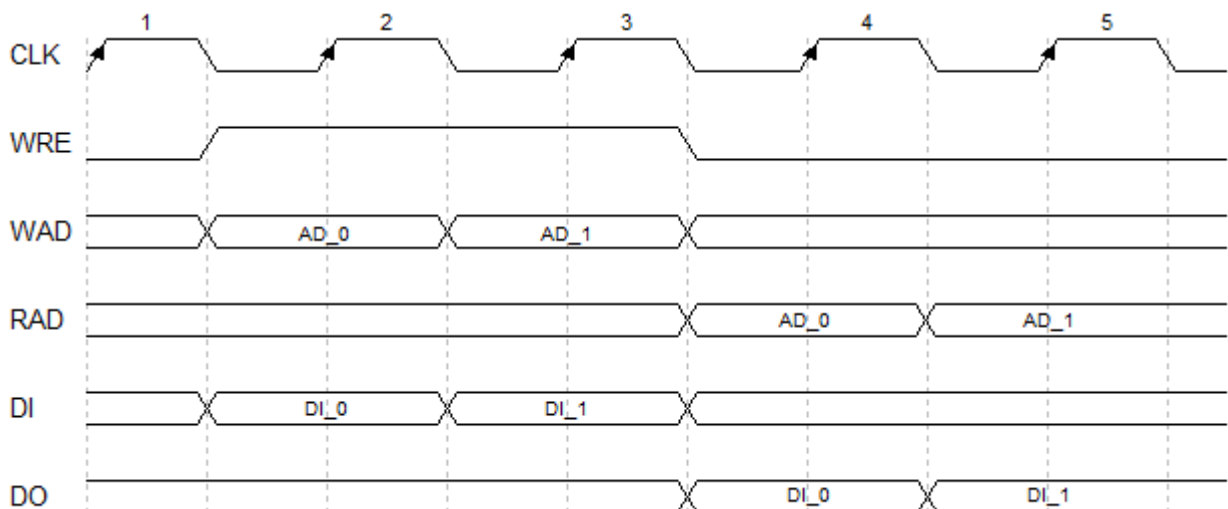 1 2 3 4 5
CLK
WRE
WAD AD_0 AD_1
RAD AD_0 AD_1
DI DI_0 DI_1
DO DI_0 DI_1